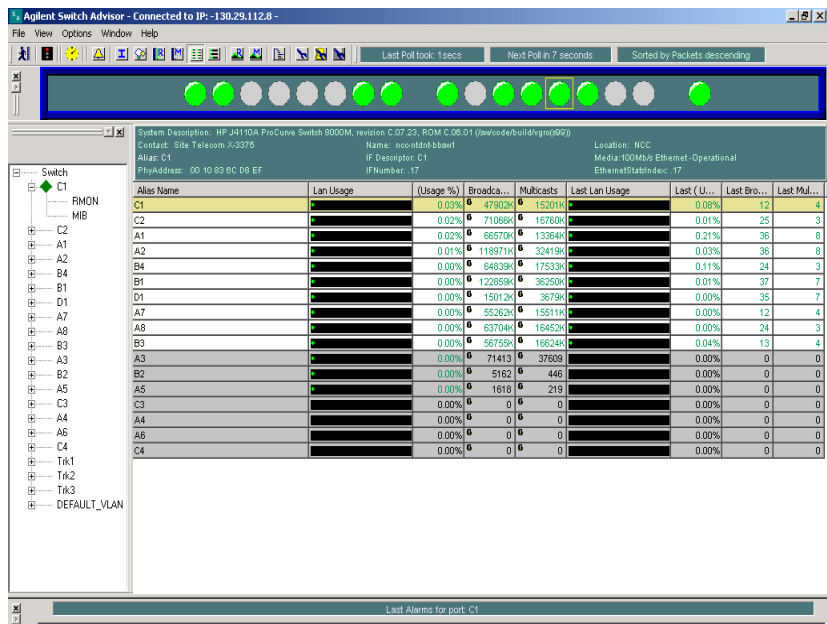 Agilent Switch Advisor - Connected to IP: -130.29.112.8 -
File View Options Window Help
Last Poll took: 1secs Next Poll in 7 seconds Sorted by Packets descending
System Description: HP J4110A ProCurve Switch 8000M, revision C.07.23, ROM C.06.01 (/sw/code/build/vgro(s99))
Contact: Site Telecom X-3375 Name: nco-ntdnt-bbsw1 Location: NCC
Alias: C1 IF Descriptor: C1 Media:100Mb/s Ethernet-Operational
PhyAddress: 00 10 83 6C D8 EF IFNumber: .17 EthernetStatsIndex: .17
Switch
C1
RMON
MIB
C2
A1
A2
B4
B1
D1
A7
A8
B3
A3
B2
A5
C3
A4
A6
C4
Trk1
Trk2
Trk3
DEFAULT_VLAN
Alias Name Lan Usage (Usage %) Broadca... Multicasts Last Lan Usage Last ( U... Last Bro... Last Mul...
C1 0.03% 47902K 15201K 0.08% 12 4
C2 0.02% 71066K 16760K 0.01% 25 3
A1 0.02% 66570K 13364K 0.21% 36 8
A2 0.01% 118971K 32419K 0.03% 36 8
B4 0.00% 64839K 17533K 0.11% 24 3
B1 0.00% 122859K 36250K 0.01% 37 7
D1 0.00% 15012K 3679K 0.00% 35 7
A7 0.00% 55262K 15511K 0.00% 12 4
A8 0.00% 63704K 16452K 0.00% 24 3
B3 0.00% 56755K 16624K 0.04% 13 4
A3 0.00% 71413 37609 0.00% 0 0
B2 0.00% 5162 446 0.00% 0 0
A5 0.00% 1618 219 0.00% 0 0
C3 0.00% 0 0 0.00% 0 0
A4 0.00% 0 0 0.00% 0 0
A6 0.00% 0 0 0.00% 0 0
C4 0.00% 0 0 0.00% 0 0
Last Alarms for port: C1